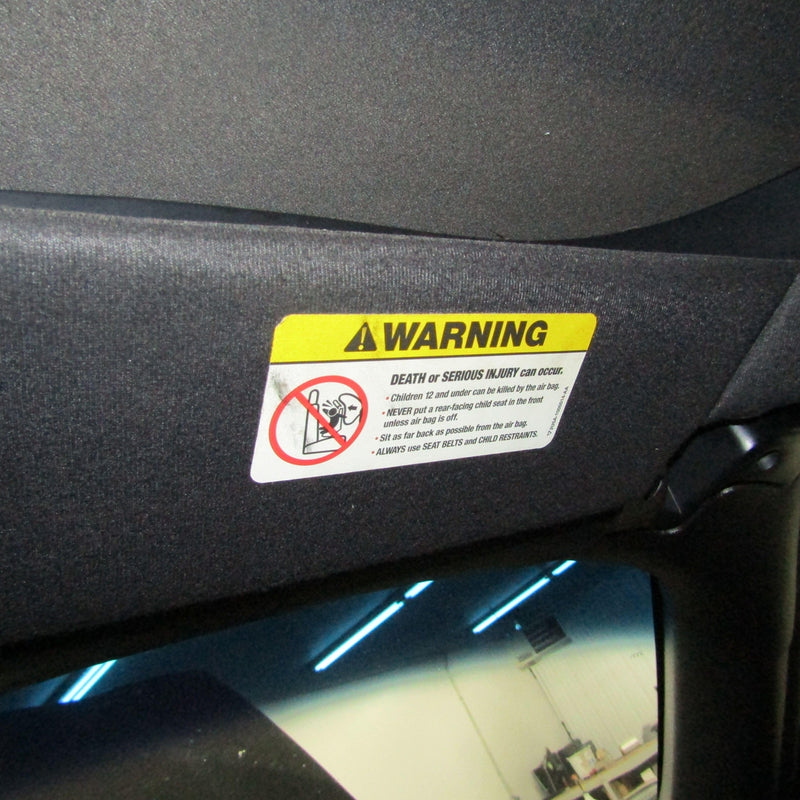 WARNING
DEATH or SERIOUS INJURY can occur.
• Children 12 and under can be killed by the air bag.
• NEVER put a rear-facing child seat in the front
unless air bag is off.
• Sit as far back as possible from the air bag.
• ALWAYS use SEAT BELTS and CHILD RESTRAINTS.